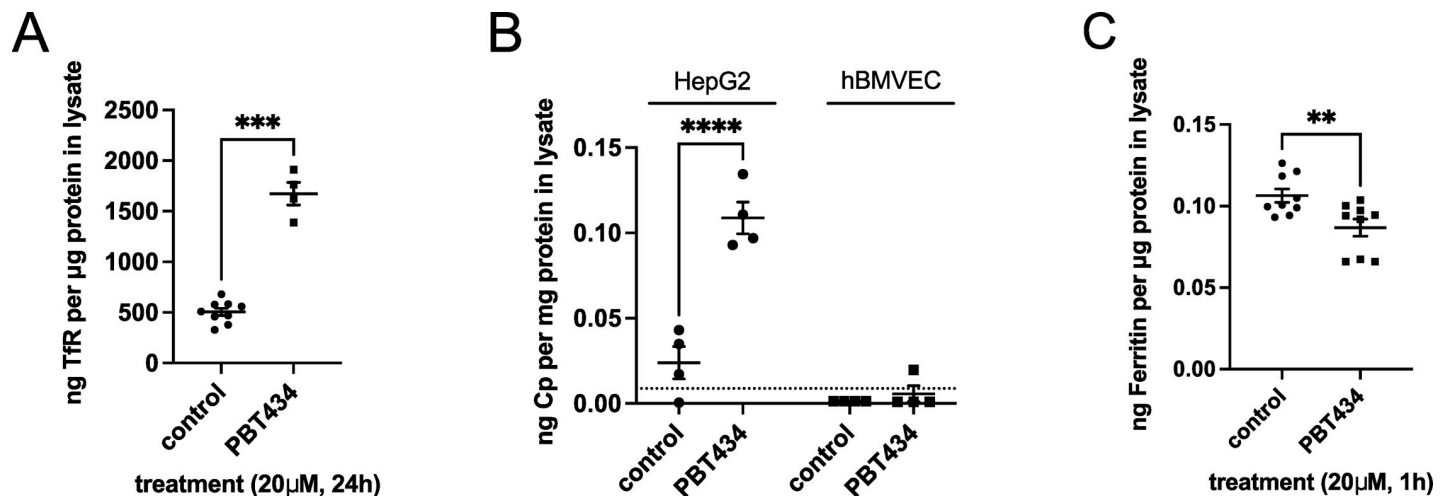 A
ng TfR per µg protein in lysate
2500
2000
1500
1000
500
0
***
control
PBT434
treatment (20µM, 24h)
B
ng Cp per mg protein in lysate
HepG2
hBMVEC
****
0.15
0.10
0.05
0.00
control
PBT434
control
PBT434
C
ng Ferritin per µg protein in lysate
**
0.15
0.10
0.05
0.00
control
PBT434
treatment (20µM, 1h)